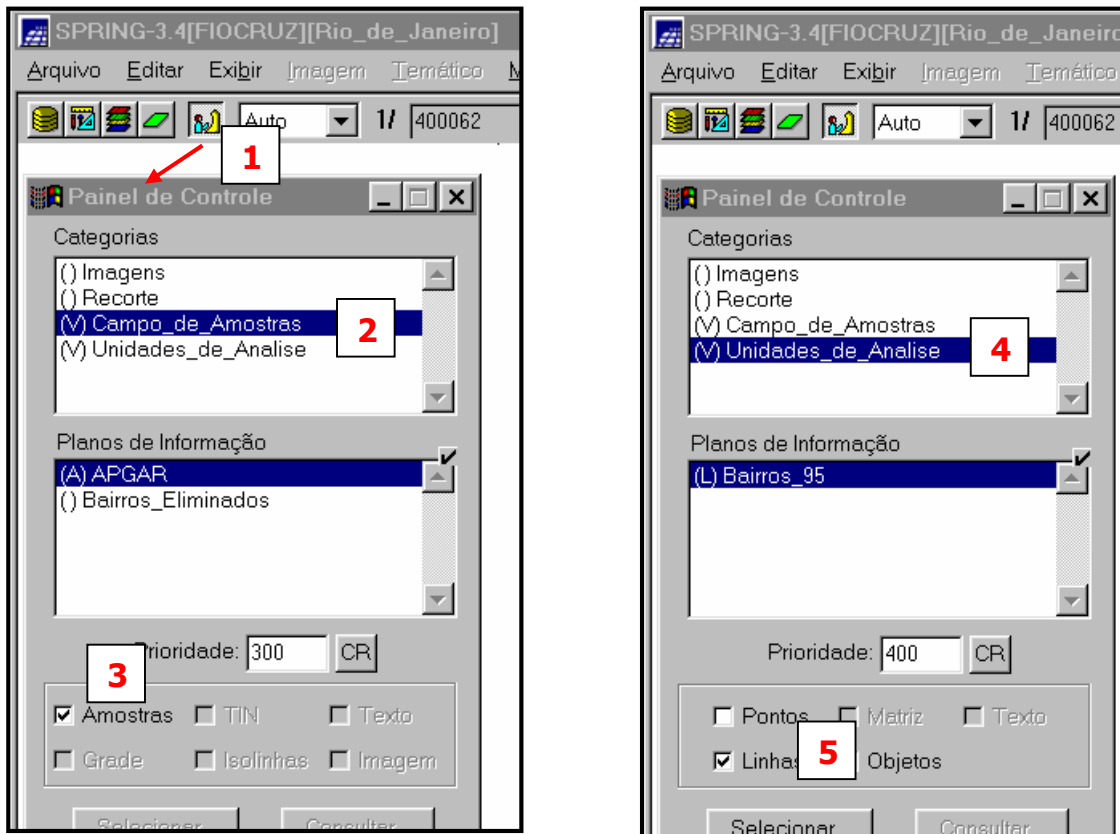 SPRING-3.4[FIOCRUZ][Rio_de_Janeiro]
Arquivo Editar Exibir Imagem Temático M
Auto 1/ 400062
1
Painel de Controle
Categorias
() Imagens
() Recorte
(V) Campo_de_Amostras
2
(V) Unidades_de_Analise
Planos de Informação
(A) APGAR
() Bairros_Eliminados
Prioridade: 300 CR
3
Amostras TIN Texto
Grade Isolinhas Imagem
Selecionar... Consultar...
SPRING-3.4[FIOCRUZ][Rio_de_Janeiro
Arquivo Editar Exibir Imagem Temático
Auto 1/ 400062
Painel de Controle
Categorias
() Imagens
() Recorte
(V) Campo_de_Amostras
(V) Unidades_de_Analise
4
Planos de Informação
(L) Bairros_95
Prioridade: 400 CR
Pontos Matriz Texto
Linhas 5 Objetos
Selecionar... Consultar...